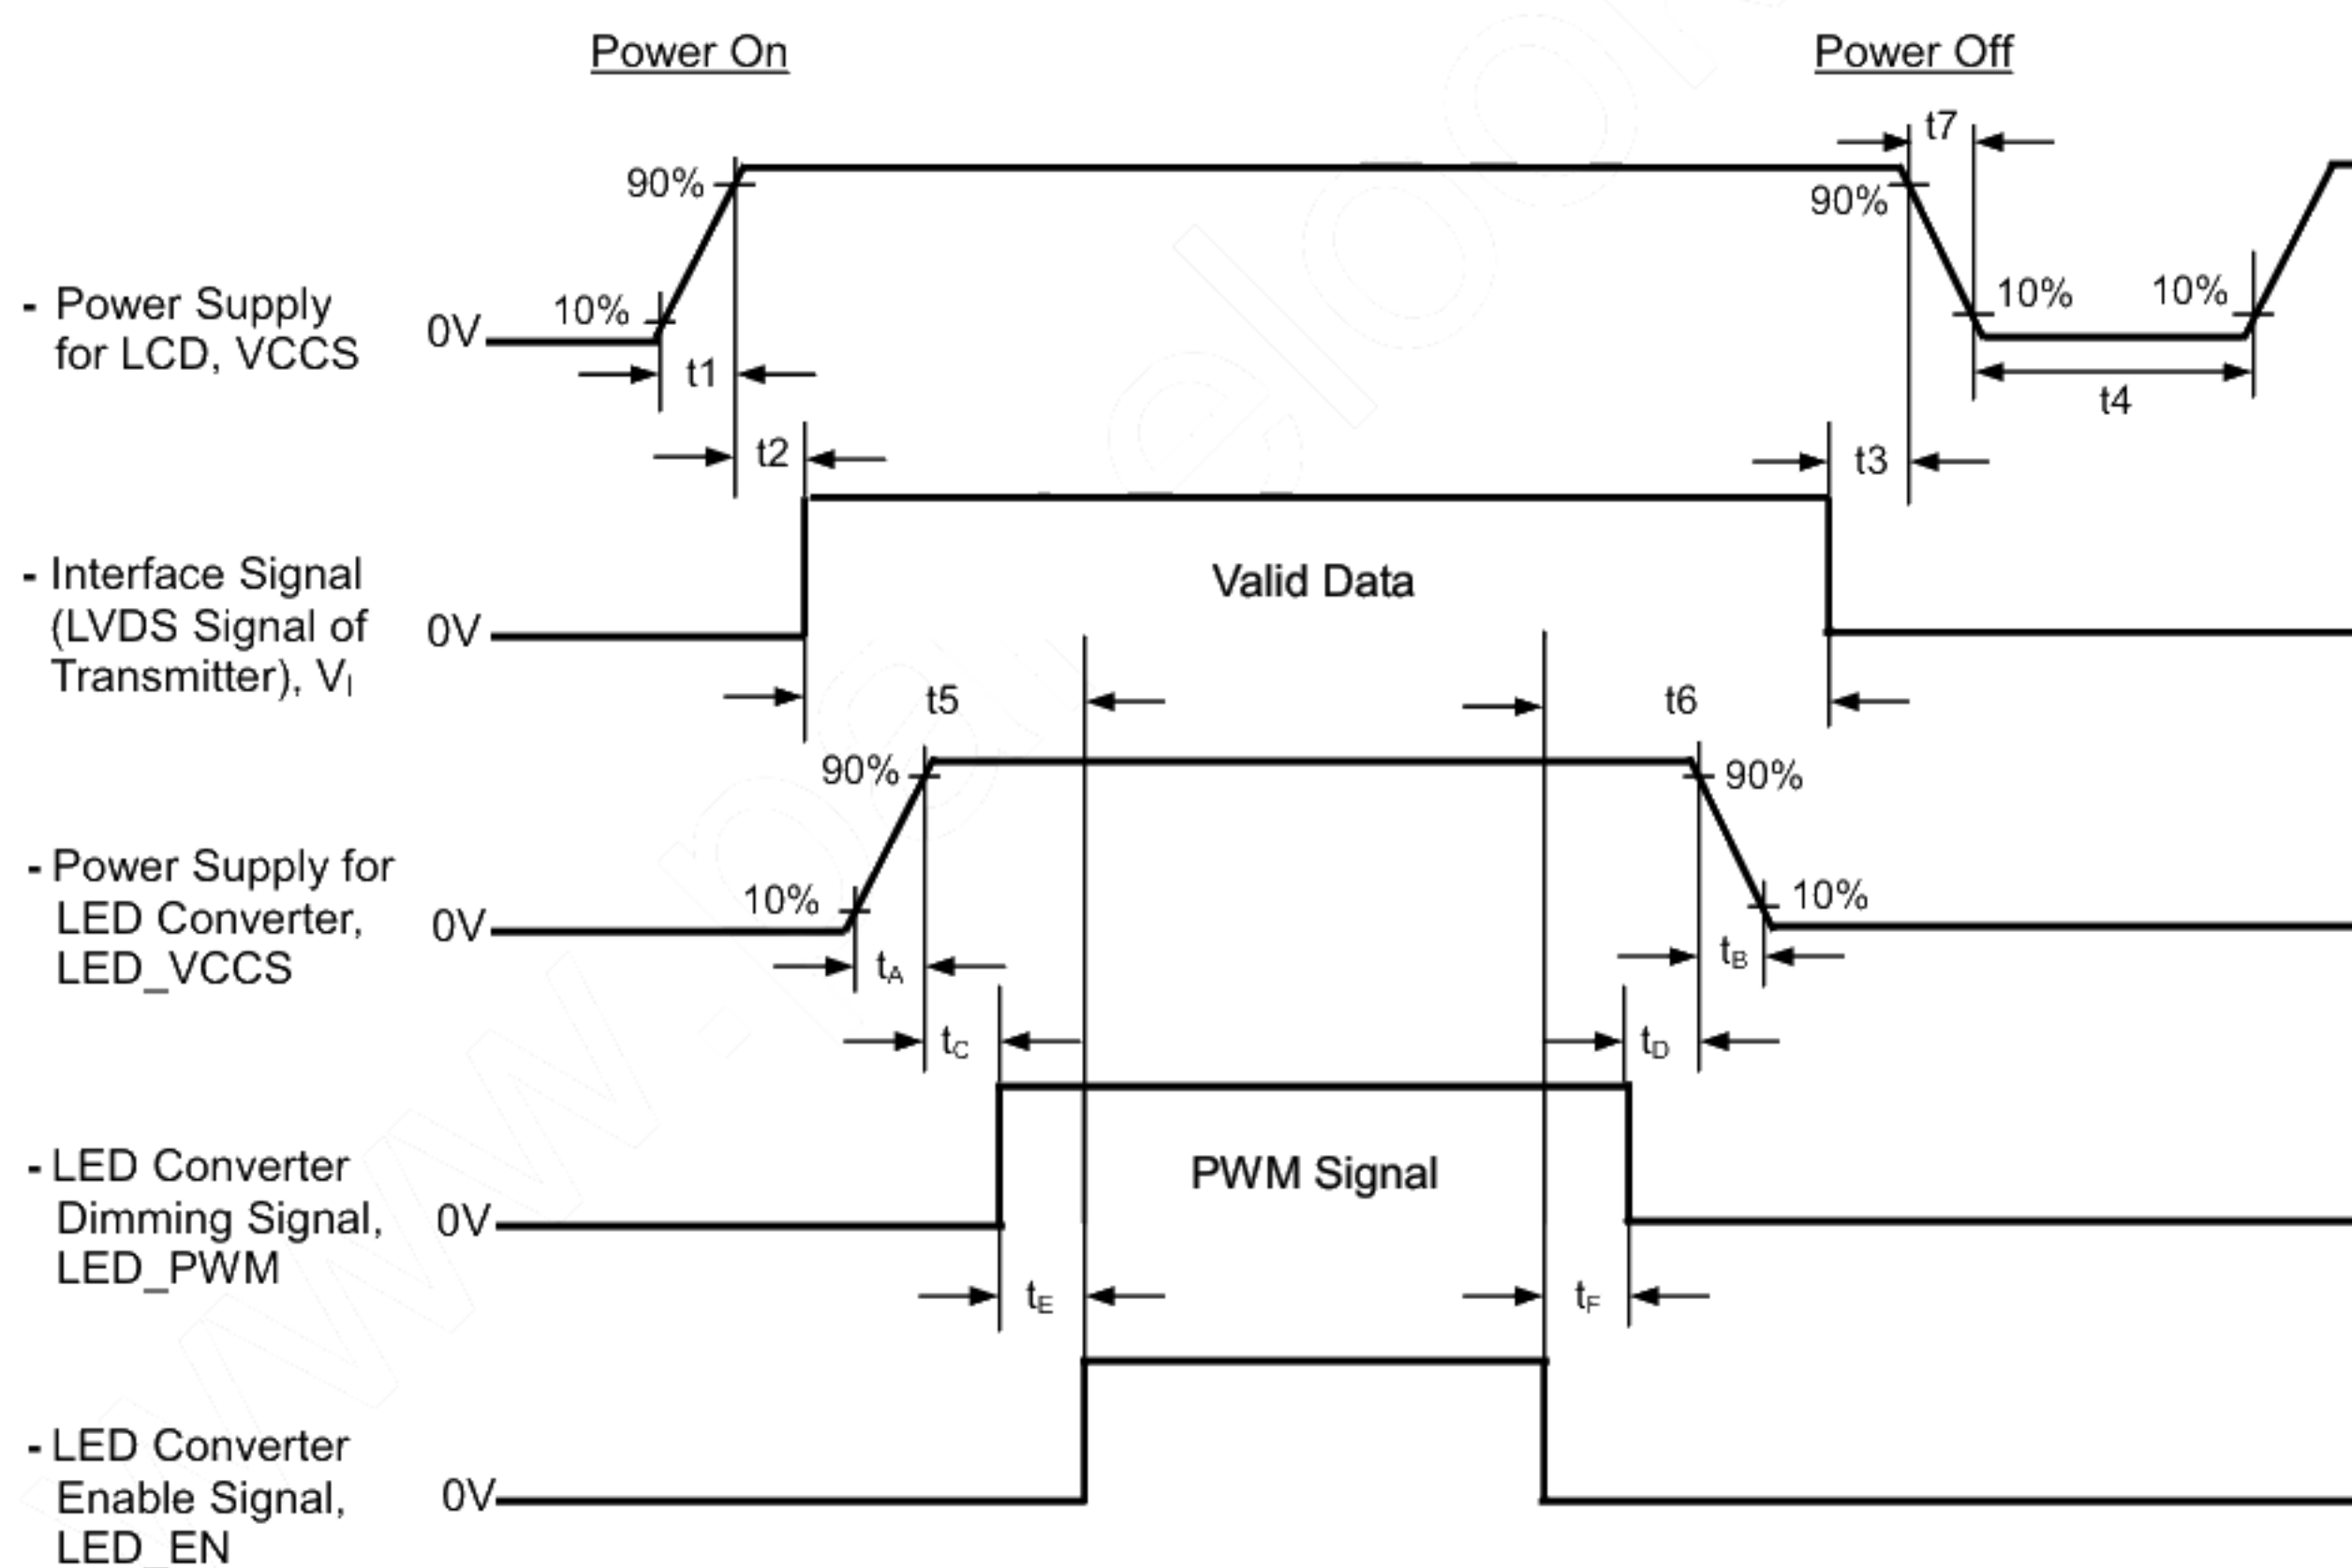 Power On
Power Off
t7
90%
90%
10%
10%
10%
- Power Supply
for LCD, VCCS
0V
t1
t4
t2
t3
- Interface Signal
(LVDS Signal of
Transmitter), VI
0V
Valid Data
t5
t6
90%
90%
- Power Supply for
LED Converter,
LED_VCCS
0V
10%
10%
tA
tB
tC
tD
- LED Converter
Dimming Signal,
LED_PWM
0V
PWM Signal
tE
tF
- LED Converter
Enable Signal,
LED_EN
0V